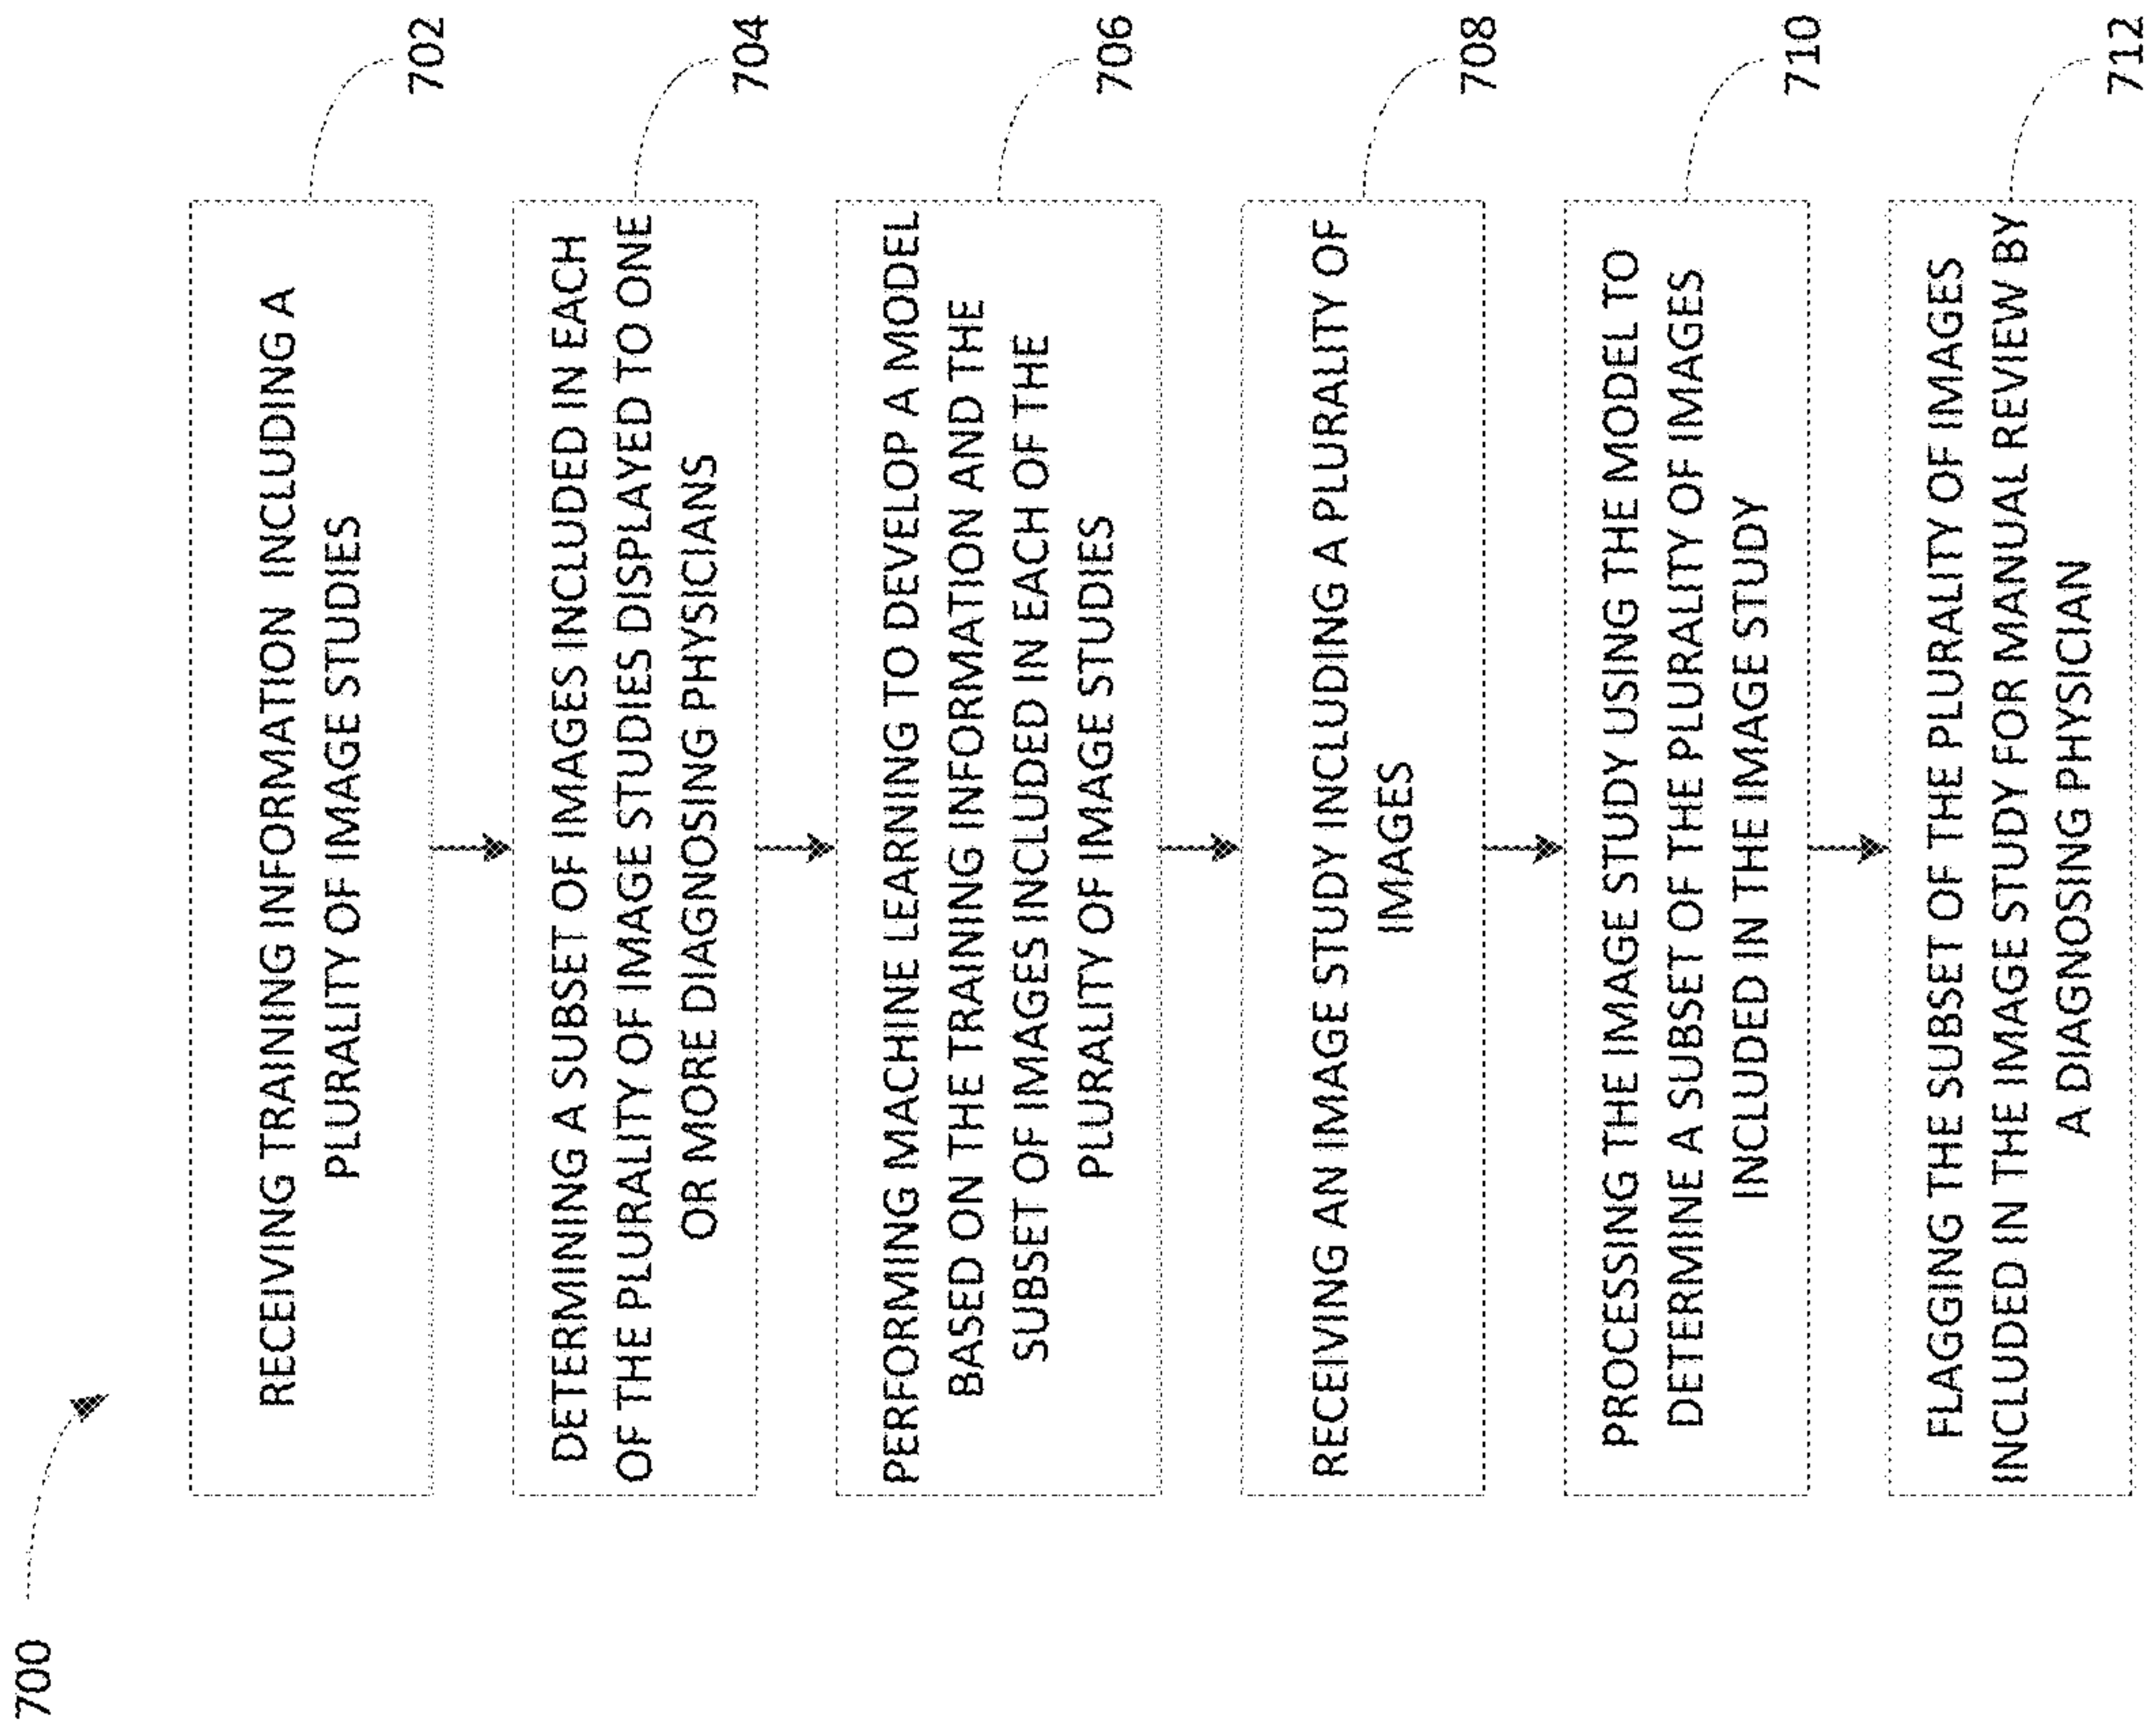 700
RECEIVING TRAINING INFORMATION INCLUDING A
PLURALITY OF IMAGE STUDIES
702
DETERMINING A SUBSET OF IMAGES INCLUDED IN EACH
OF THE PLURALITY OF IMAGE STUDIES DISPLAYED TO ONE
OR MORE DIAGNOSING PHYSICIANS
704
PERFORMING MACHINE LEARNING TO DEVELOP A MODEL
BASED ON THE TRAINING INFORMATION AND THE
SUBSET OF IMAGES INCLUDED IN EACH OF THE
PLURALITY OF IMAGE STUDIES
706
RECEIVING AN IMAGE STUDY INCLUDING A PLURALITY OF
IMAGES
708
PROCESSING THE IMAGE STUDY USING THE MODEL TO
DETERMINE A SUBSET OF THE PLURALITY OF IMAGES
INCLUDED IN THE IMAGE STUDY
710
FLAGGING THE SUBSET OF THE PLURALITY OF IMAGES
INCLUDED IN THE IMAGE STUDY FOR MANUAL REVIEW BY
A DIAGNOSING PHYSICIAN
712